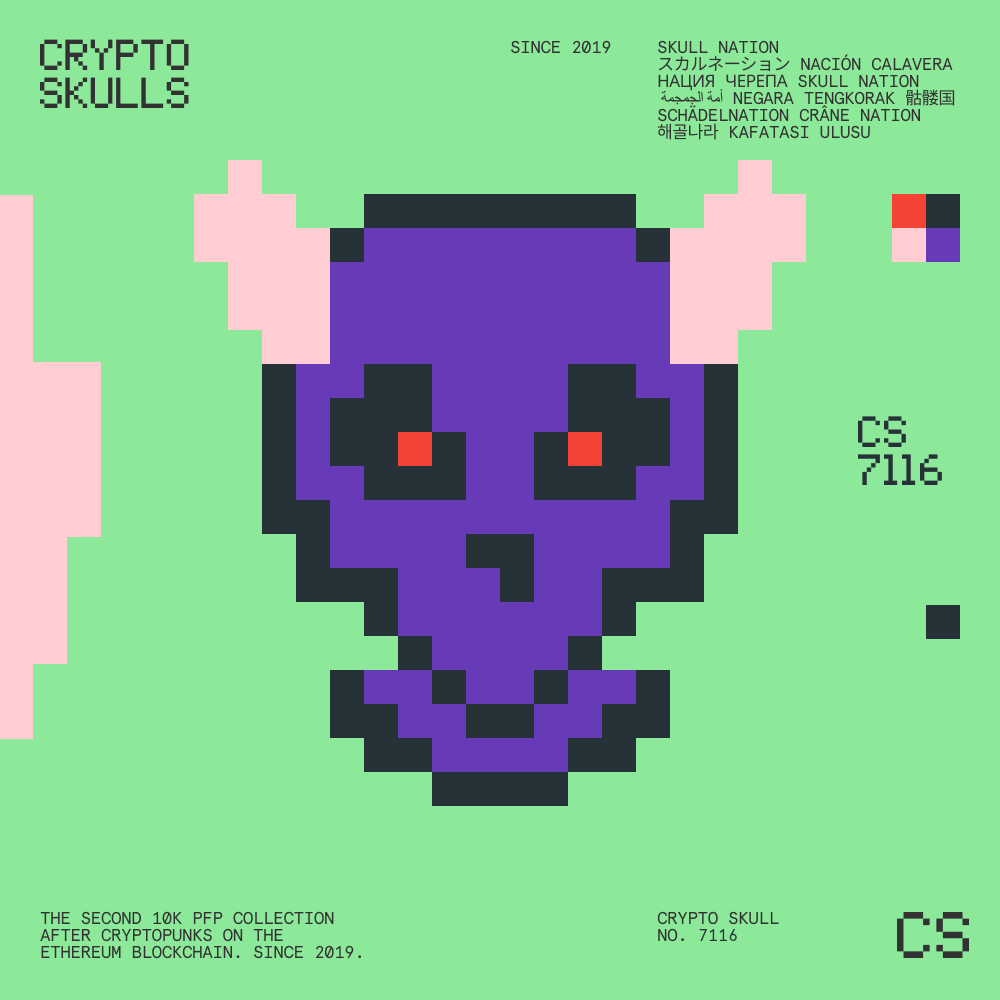 CRYPTO
SKULLS
SINCE 2019
SKULL NATION
スカルネーション NACIÓN CALAVERA
НАЦИЯ ЧЕРЕПА SKULL NATION
أمة الجمجمة NEGARA TENGKORAK 骷髅国
SCHÄDELNATION CRÂNE NATION
해골나라 KAFATASI ULUSU
CS
7116
THE SECOND 10K PFP COLLECTION
AFTER CRYPTOPUNKS ON THE
ETHEREUM BLOCKCHAIN. SINCE 2019.
CRYPTO SKULL
NO. 7116
CS